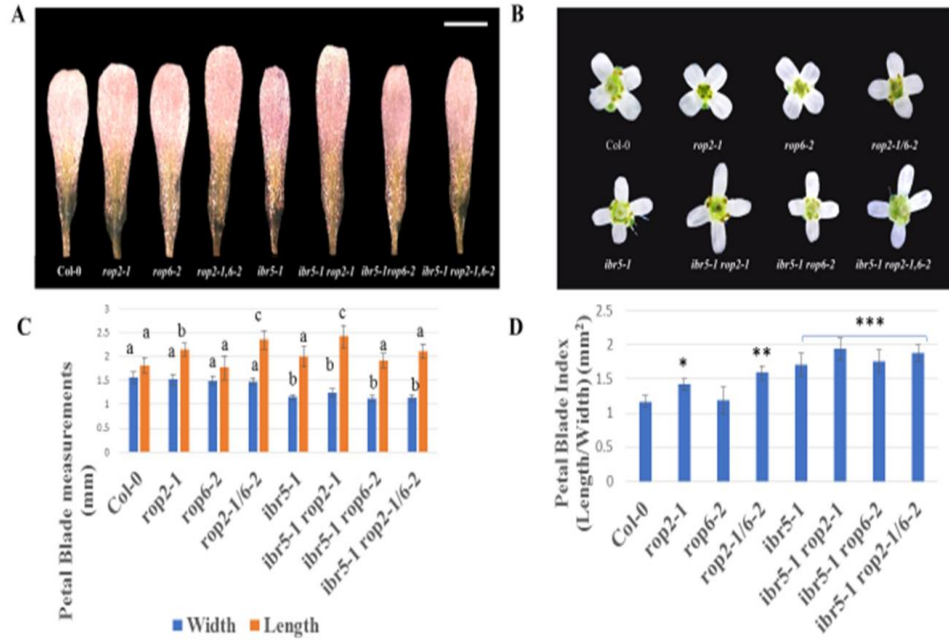 A
Col-0 rop2-1 rop6-2 rop2-1,6-2 ibr5-1 ibr5-1 rop2-1 ibr5-1rop6-2 ibr5-1 rop2-1,6-2
B
Col-0 rop2-1 rop6-2 rop2-1/6-2
ibr5-1 ibr5-1 rop2-1 ibr5-1 rop6-2 ibr5-1 rop2-1,6-2
C
Petal Blade measurements
(mm)
3
2.5
2
1.5
1
0.5
0
a a a b a a a c b a b c b a b a
Col-0
rop2-1
rop6-2
rop2-1/6-2
ibr5-1
ibr5-1 rop2-1
ibr5-1 rop6-2
ibr5-1 rop2-1/6-2
Width Length
D
Petal Blade Index
(Length/Width) (mm²)
2.5
2
1.5
1
0.5
0
* ** ***
Col-0
rop2-1
rop6-2
rop2-1/6-2
ibr5-1
ibr5-1 rop2-1
ibr5-1 rop6-2
ibr5-1 rop2-1/6-2